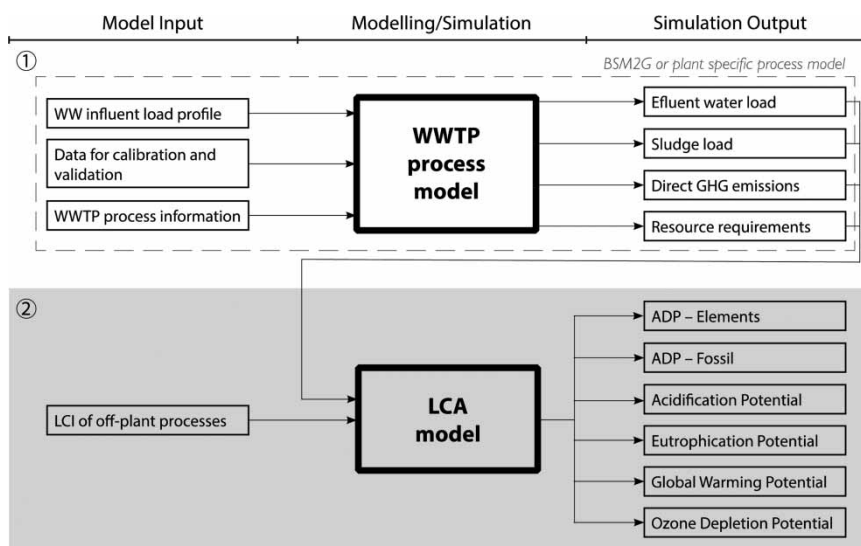 Model Input
Modelling/Simulation
Simulation Output
①
BSM2G or plant specific process model
WW influent load profile
Data for calibration and
validation
WWTP process information
WWTP
process
model
Efluent water load
Sludge load
Direct GHG emissions
Resource requirements
②
LCI of off-plant processes
LCA
model
ADP – Elements
ADP – Fossil
Acidification Potential
Eutrophication Potential
Global Warming Potential
Ozone Depletion Potential